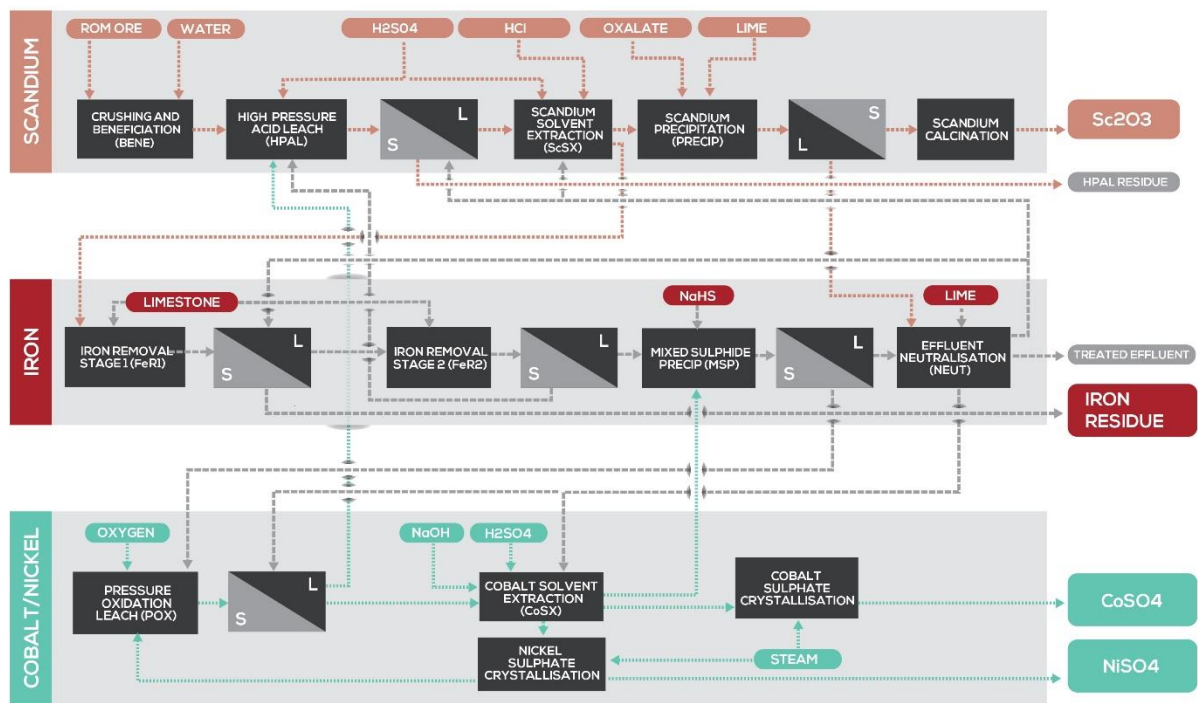 SCANDIUM
ROM ORE
WATER
H2SO4
HCl
OXALATE
LIME
CRUSHING AND
BENEFICIATION
(BENE)
HIGH PRESSURE
ACID LEACH
(HPAL)
L
S
SCANDIUM
SOLVENT
EXTRACTION
(ScSX)
SCANDIUM
PRECIPITATION
(PRECIP)
S
L
SCANDIUM
CALCINATION
Sc2O3
HPAL RESIDUE
IRON
LIMESTONE
NaHS
LIME
IRON REMOVAL
STAGE 1 (FeR1)
L
S
IRON REMOVAL
STAGE 2 (FeR2)
L
S
MIXED SULPHIDE
PRECIP (MSP)
L
S
EFFLUENT
NEUTRALISATION
(NEUT)
TREATED EFFLUENT
IRON
RESIDUE
COBALT/NICKEL
OXYGEN
NaOH
H2SO4
PRESSURE
OXIDATION
LEACH (POX)
L
S
COBALT SOLVENT
EXTRACTION
(CoSX)
COBALT
SULPHATE
CRYSTALLISATION
NICKEL
SULPHATE
CRYSTALLISATION
STEAM
CoSO4
NiSO4